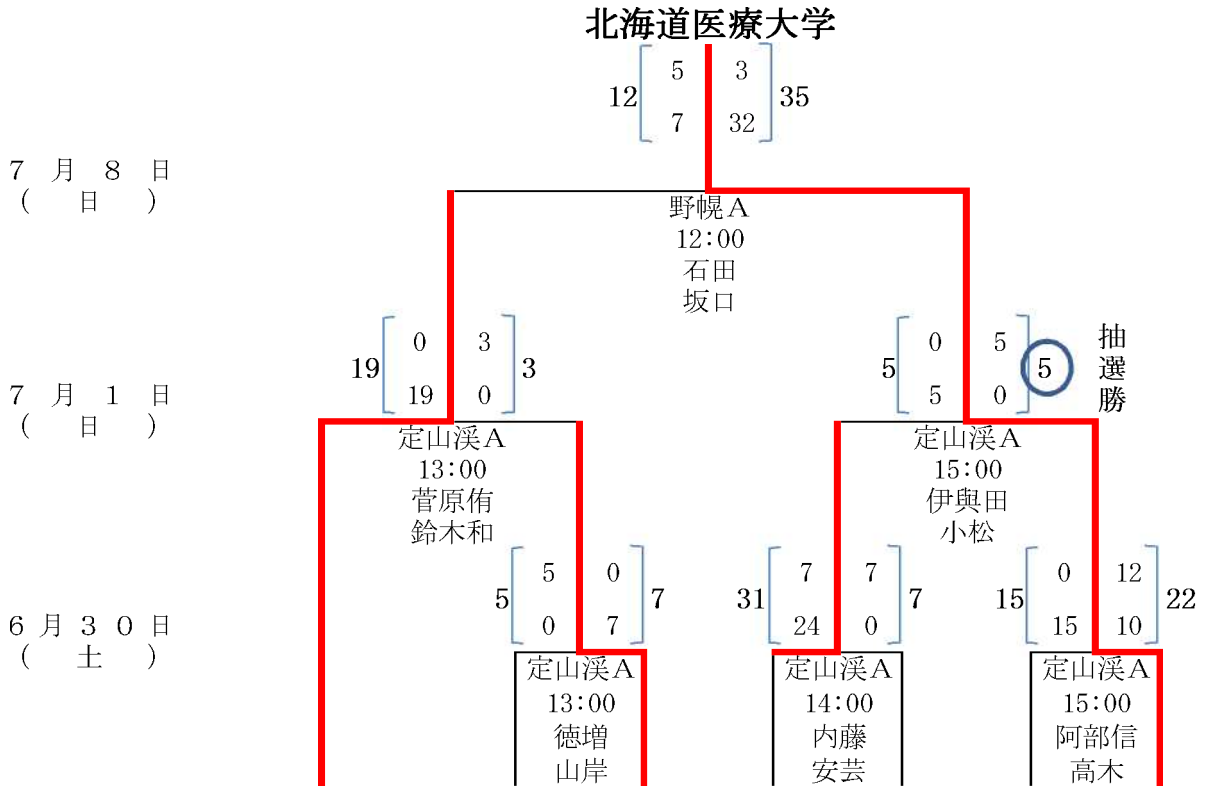 北海道医療大学
5 3
12 35
7 32
７月８日
(日)
野幌A
12:00
石田
坂口
0 3
19 3
19 0
0 5
5 5
5 0
抽選勝
７月１日
(日)
定山渓A
13:00
菅原侑
鈴木和
定山渓A
15:00
伊與田
小松
5 0
5 7
0 7
7 7
31 7
24 0
0 12
15 22
15 10
６月３０日
(土)
定山渓A
13:00
徳増
山岸
定山渓A
14:00
内藤
安芸
定山渓A
15:00
阿部信
高木